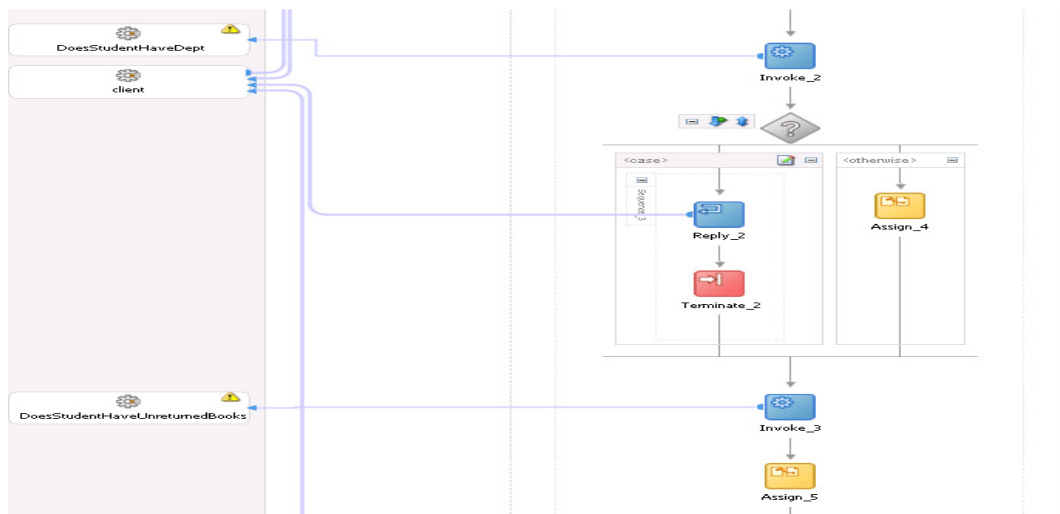 DoesStudentHaveDept
client
Invoke_2
?
<case>
<otherwise>
Sequence_3
Reply_2
Assign_4
Terminate_2
DoesStudentHaveUnreturnedBooks
Invoke_3
Assign_5